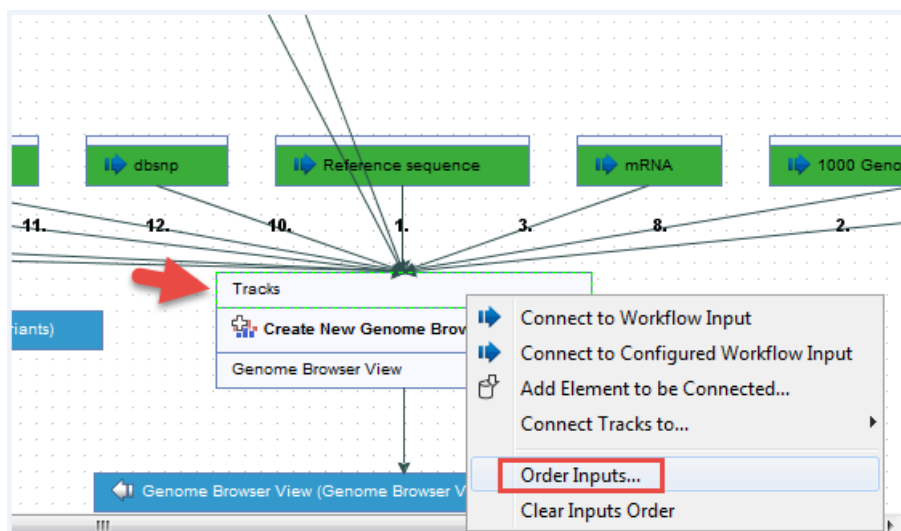 dbsnp
Reference sequence
mRNA
1000 Geno
11.
12.
10.
1.
3.
8.
2.
Tracks
iants)
Create New Genome Brow
Genome Browser View
Genome Browser View (Genome Browser V
Connect to Workflow Input
Connect to Configured Workflow Input
Add Element to be Connected...
Connect Tracks to...
Order Inputs...
Clear Inputs Order